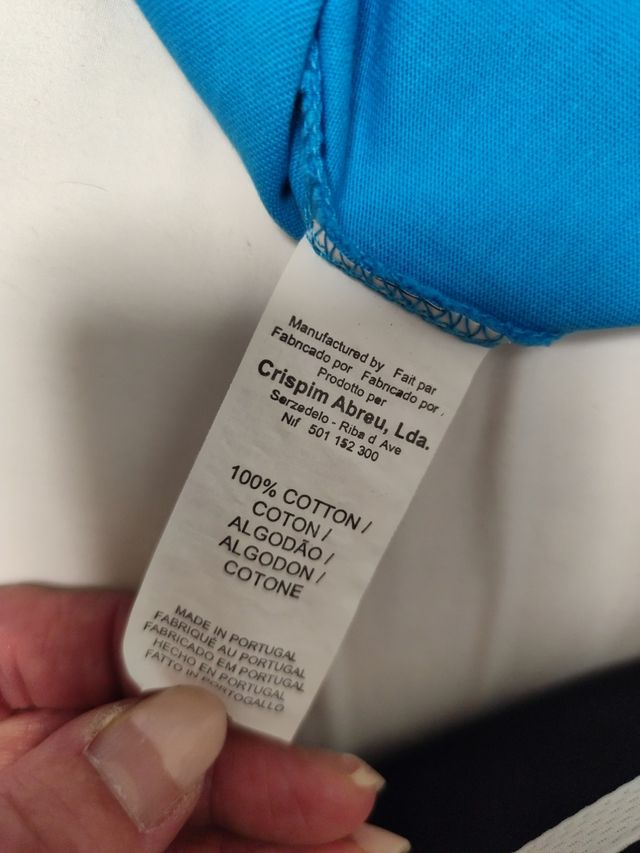 Manufactured by Fait par
Fabricado por Fabricado por,
Prodotto per
Crispim Abreu, Lda.
Serzedelo - Riba d Ave
Nif 501 152 300
100% COTTON /
COTON /
ALGODÃO /
ALGODON /
COTONE
MADE IN PORTUGAL
FABRIQUÉ AU PORTUGAL
FABRICADO EM PORTUGAL
HECHO EN PORTUGAL
FATTO IN PORTOGALLO